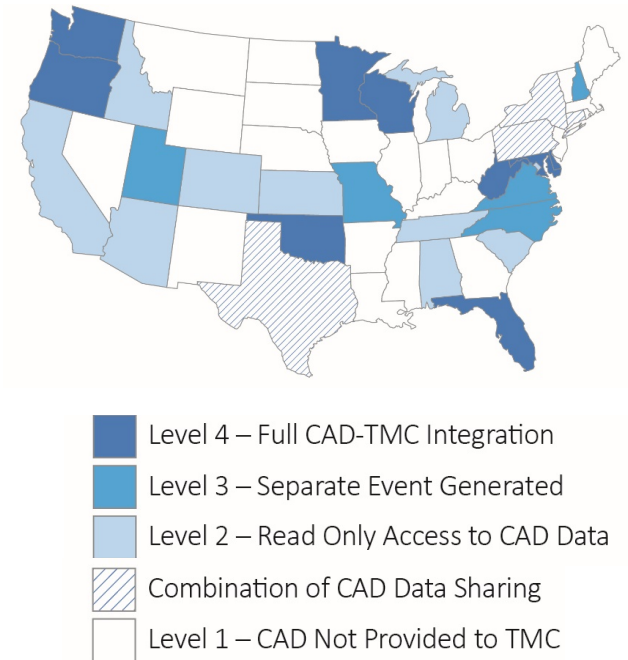 Level 4 – Full CAD-TMC Integration
Level 3 – Separate Event Generated
Level 2 – Read Only Access to CAD Data
Combination of CAD Data Sharing
Level 1 – CAD Not Provided to TMC